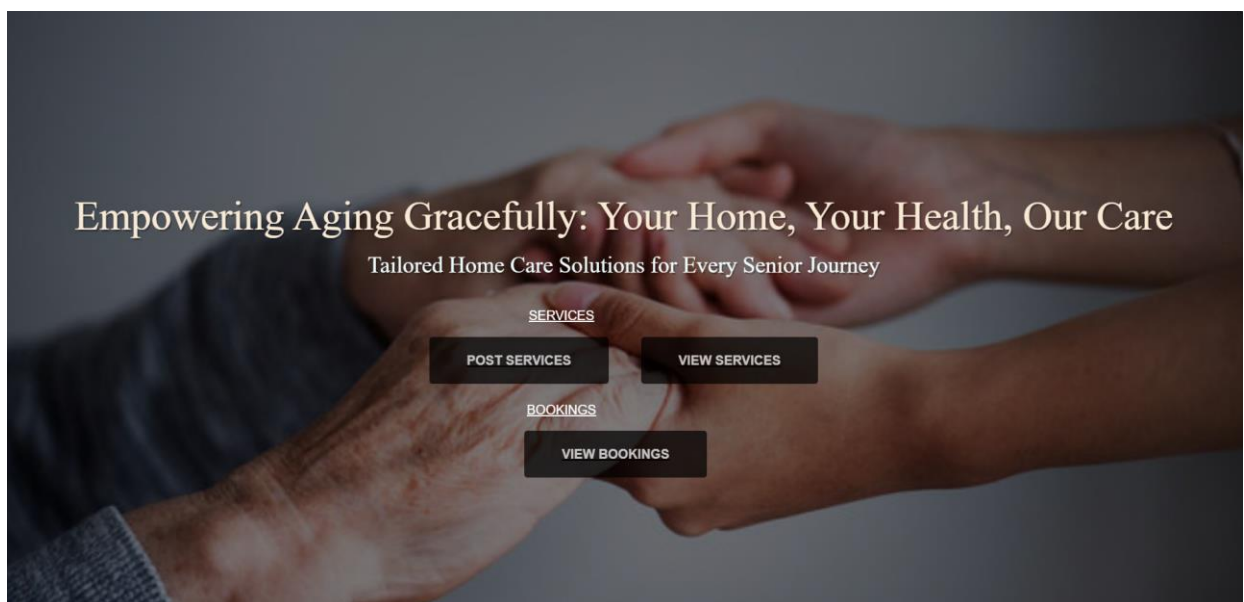 Empowering Aging Gracefully: Your Home, Your Health, Our Care
Tailored Home Care Solutions for Every Senior Journey
SERVICES
POST SERVICES VIEW SERVICES
BOOKINGS
VIEW BOOKINGS